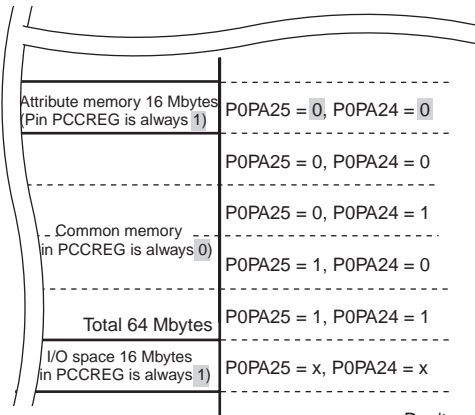 Attribute memory 16 Mbytes
(Pin PCCREG is always 1)
P0PA25 = 0, P0PA24 = 0
P0PA25 = 0, P0PA24 = 0
P0PA25 = 0, P0PA24 = 1
Common memory
in PCCREG is always 0)
P0PA25 = 1, P0PA24 = 0
Total 64 Mbytes
P0PA25 = 1, P0PA24 = 1
I/O space 16 Mbytes
in PCCREG is always 1)
P0PA25 = x, P0PA24 = x